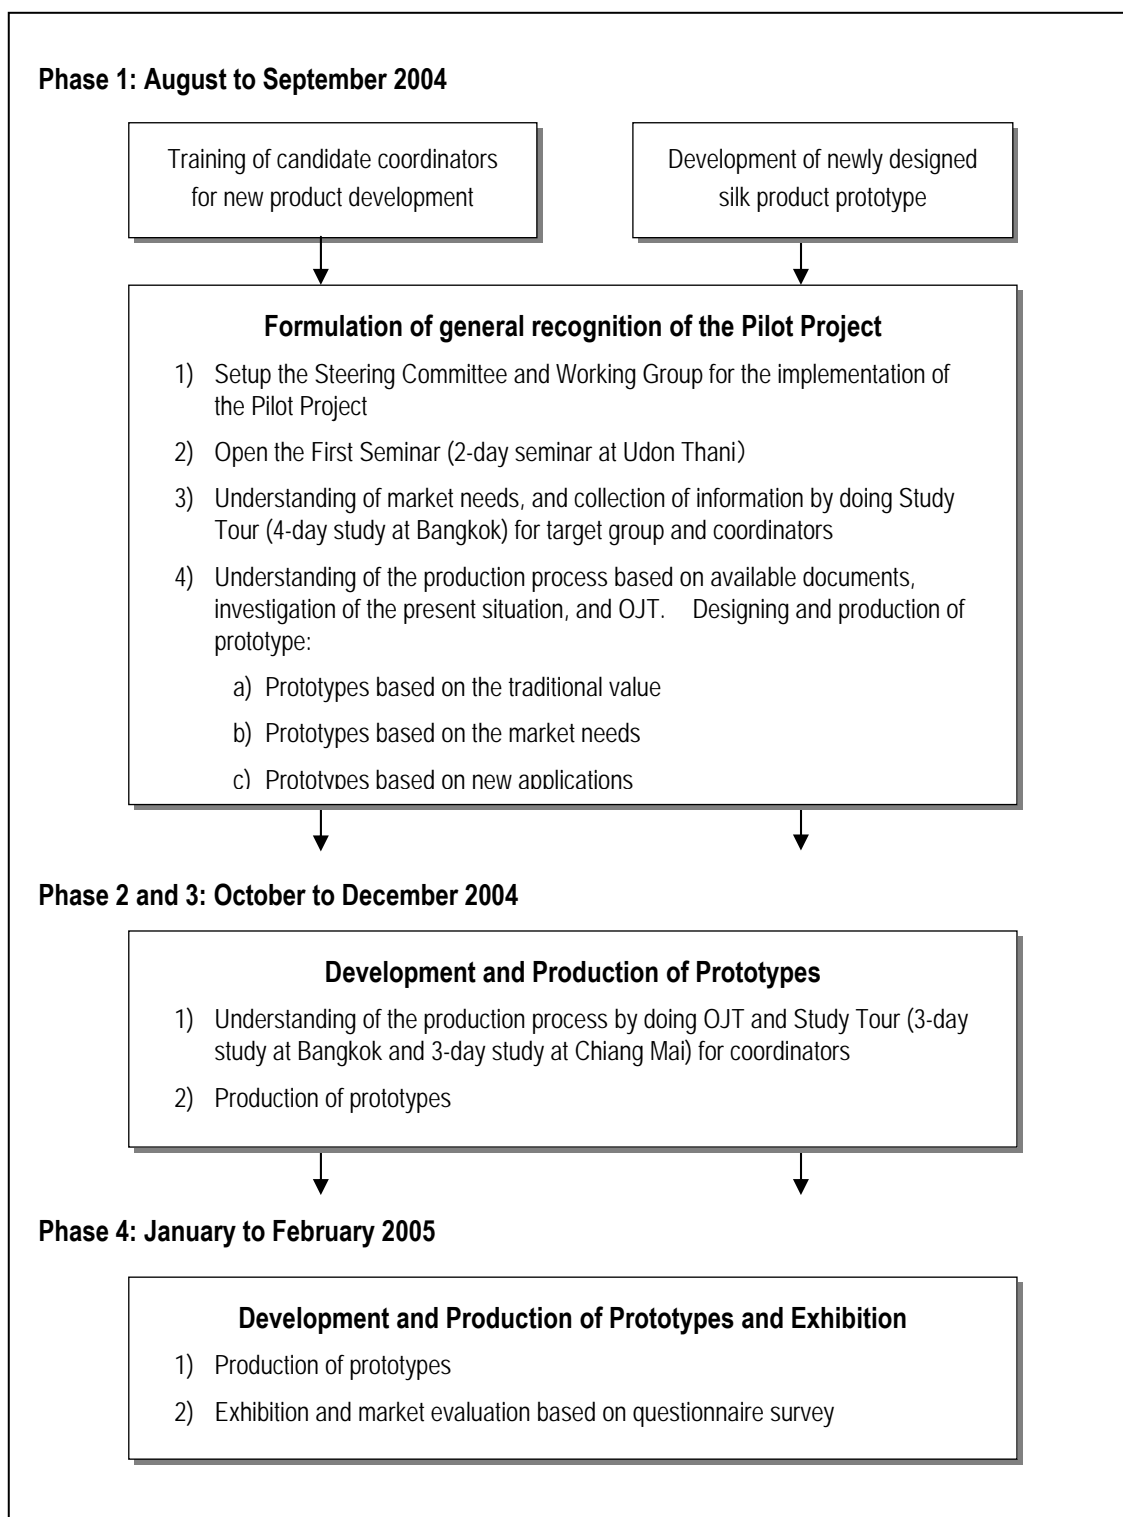 Phase 1: August to September 2004
Training of candidate coordinators
for new product development
Development of newly designed
silk product prototype
Formulation of general recognition of the Pilot Project
1) Setup the Steering Committee and Working Group for the implementation of
the Pilot Project
2) Open the First Seminar (2-day seminar at Udon Thani）
3) Understanding of market needs, and collection of information by doing Study
Tour (4-day study at Bangkok) for target group and coordinators
4) Understanding of the production process based on available documents,
investigation of the present situation, and OJT. Designing and production of
prototype:
a) Prototypes based on the traditional value
b) Prototypes based on the market needs
c) Prototypes based on new applications
Phase 2 and 3: October to December 2004
Development and Production of Prototypes
1) Understanding of the production process by doing OJT and Study Tour (3-day
study at Bangkok and 3-day study at Chiang Mai) for coordinators
2) Production of prototypes
Phase 4: January to February 2005
Development and Production of Prototypes and Exhibition
1) Production of prototypes
2) Exhibition and market evaluation based on questionnaire survey